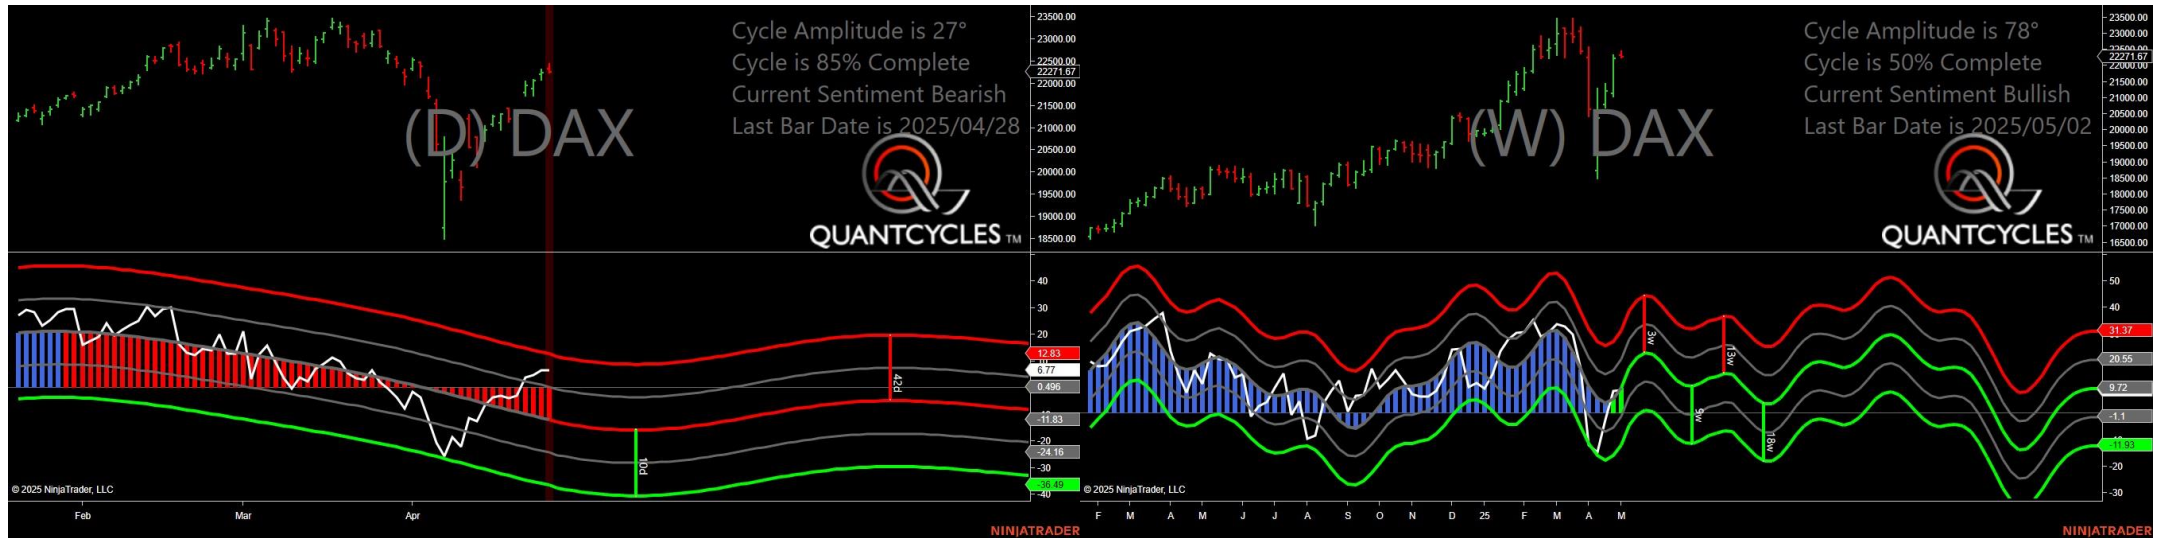 Cycle Amplitude is 27°
Cycle is 85% Complete
Current Sentiment Bearish
Last Bar Date is 2025/04/28
(D) DAX
QUANTCYCLES TM
23500.00
23000.00
22500.00
22271.67
22000.00
21500.00
21000.00
20500.00
20000.00
19500.00
19000.00
18500.00
40
30
20
12.83
6.77
0.496
-11.83
-20
-24.16
-30
-36.49
-40
42d
10d
© 2025 NinjaTrader, LLC
Feb
Mar
Apr
NINJATRADER
Cycle Amplitude is 78°
Cycle is 50% Complete
Current Sentiment Bullish
Last Bar Date is 2025/05/02
(W) DAX
QUANTCYCLES TM
23500.00
23000.00
22271.67
22000.00
21500.00
21000.00
20500.00
20000.00
19500.00
19000.00
18500.00
18000.00
17500.00
17000.00
16500.00
50
40
31.37
20.55
9.72
-1.1
-11.93
-20
-30
3w
13w
9w
18w
© 2025 NinjaTrader, LLC
F
M
A
M
J
J
A
S
O
N
D
25
F
M
A
M
NINJATRADER